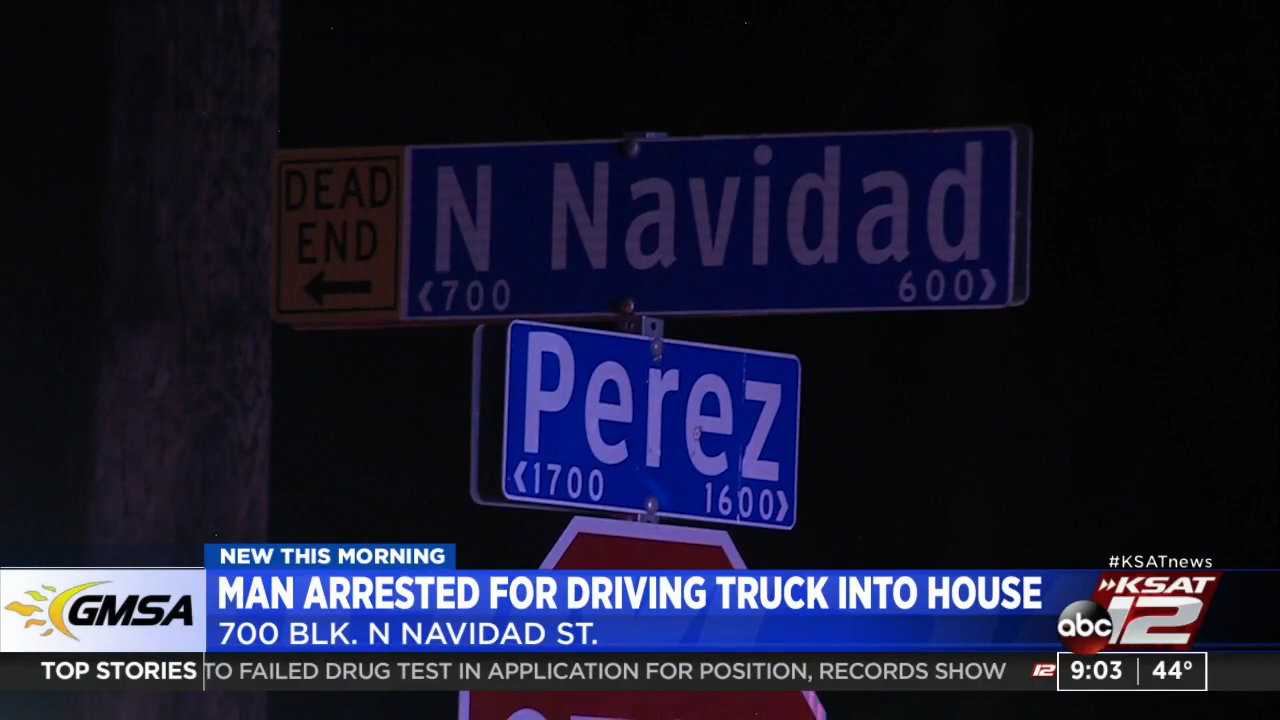 DEAD
END
N Navidad
700
600
Perez
1700
1600
NEW THIS MORNING
#KSATnews
GMSA
MAN ARRESTED FOR DRIVING TRUCK INTO HOUSE
KSAT
abc 12
700 BLK. N NAVIDAD ST.
TOP STORIES
TO FAILED DRUG TEST IN APPLICATION FOR POSITION, RECORDS SHOW
12
9:03
44°